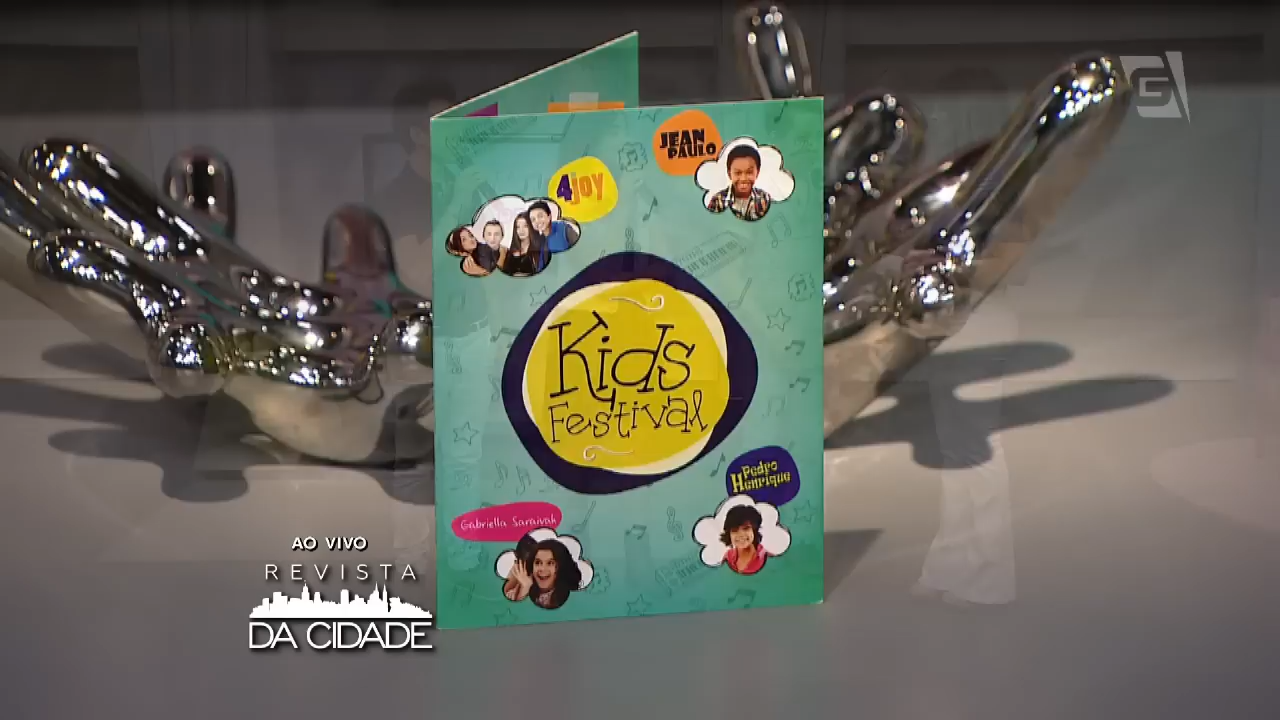 JEAN
PAULO
4joy
Kids
Festival
Pedro
Henrique
Gabriella Saraivah
AO VIVO
REVISTA
DA CIDADE
G